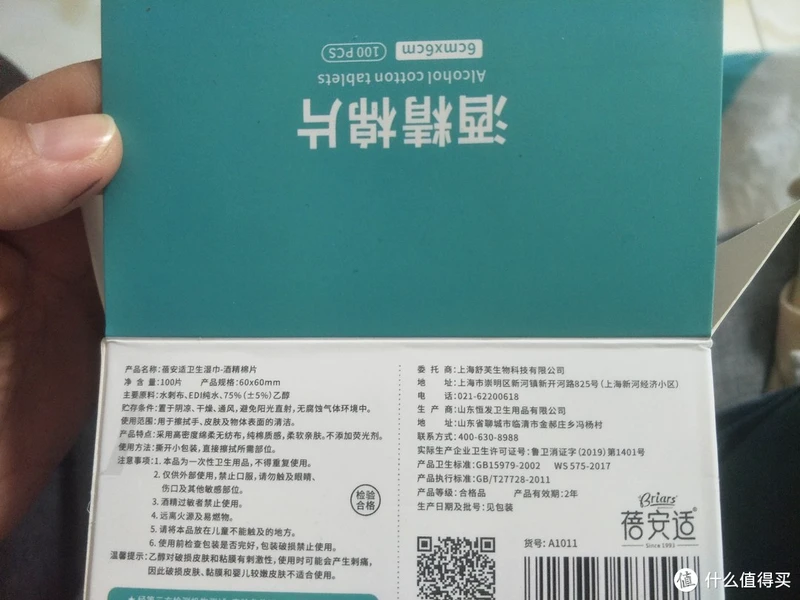 酒精棉片
Alcohol cotton tablets
6cmx6cm
100 PCS
产品名称:蓓安适卫生湿巾-酒精棉片
净 含 量:100片 产品规格:60x60mm
主要原料:水刺布、EDI纯水、75% (±5%)乙醇
贮存条件:置于阴凉、干燥、通风,避免阳光直射,无腐蚀气体环境中。
使用范围:用于擦拭手、皮肤及物体表面的清洁。
产品特点:采用高密度绵柔无纺布,纯棉质感,柔软亲肤,不添加荧光剂。
使用方法:撕开小包装,直接擦拭所需部位。
注意事项:1. 本品为一次性卫生用品,不得重复使用。
2. 仅供外部使用,禁止口服,请勿触及眼睛、
伤口及其他敏感部位。
3. 酒精过敏者禁止使用。
4. 远离火源及易燃物。
5. 请将本品放在儿童不能触及的地方。
6. 使用前检查包装是否完好,包装破损禁止使用。
温馨提示:乙醇对破损皮肤和粘膜有刺激性,使用时可能会产生刺痛,
因此破损皮肤、黏膜和婴儿较嫩皮肤不适合使用。
检验
合格
委 托 商:上海舒芙生物科技有限公司
地 址:上海市崇明区新河镇新开河路825号 (上海新河经济小区)
电 话:021-62200618
生 产 商:山东恒发卫生用品有限公司
地 址:山东省聊城市临清市金郝庄乡冯杨村
联系方式:400-630-8988
实际生产企业卫生许可证号:鲁卫消证字 (2019) 第1401号
产品卫生标准:GB15979-2002 WS 575-2017
产品执行标准:GB/T27728-2011
产品等级:合格品 产品有效期:2年
生产日期及批号:见包装
Briars
蓓安适
Since 1991
货号: A1011
值 什么值得买